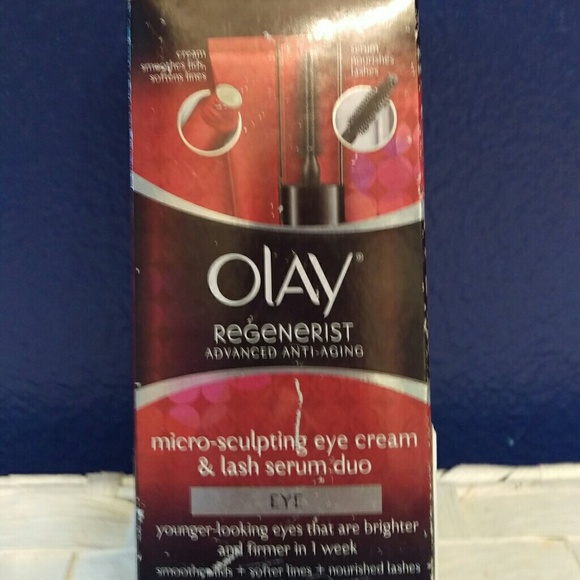 cream
smoothes lids,
softens lines
serum
nourishes
lashes
OLAY®
REGENERIST
ADVANCED ANTI-AGING
micro-sculpting eye cream
& lash serum duo
EYE
younger-looking eyes that are brighter
and firmer in 1 week
smoothes lids + softer lines + nourished lashes